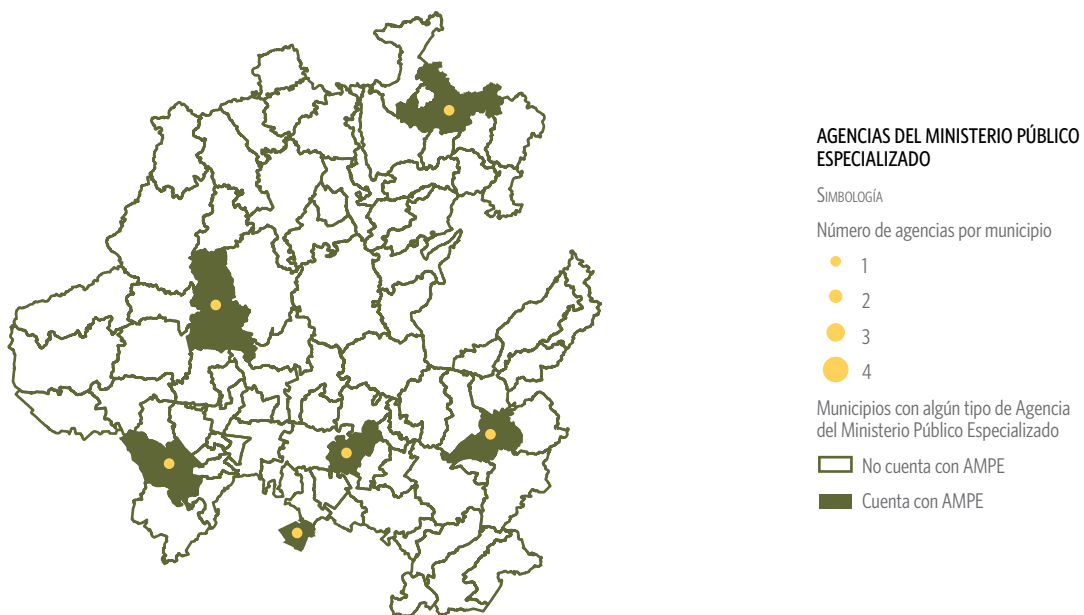 AGENCIAS DEL MINISTERIO PÚBLICO
ESPECIALIZADO
Simbología
Número de agencias por municipio
1
2
3
4
Municipios con algún tipo de Agencia
del Ministerio Público Especializado
No cuenta con AMPE
Cuenta con AMPE